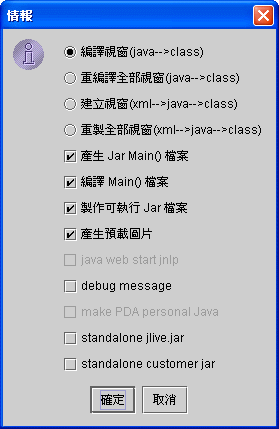 情報
編譯視窗(java-->class)
重編譯全部視窗(java-->class)
建立視窗(xml-->java-->class)
重製全部視窗(xml-->java-->class)
產生 Jar Main() 檔案
編譯 Main() 檔案
製作可執行 Jar 檔案
產生預載圖片
java web start jnlp
debug message
make PDA personal Java
standalone jlive.jar
standalone customer jar
確定 取消